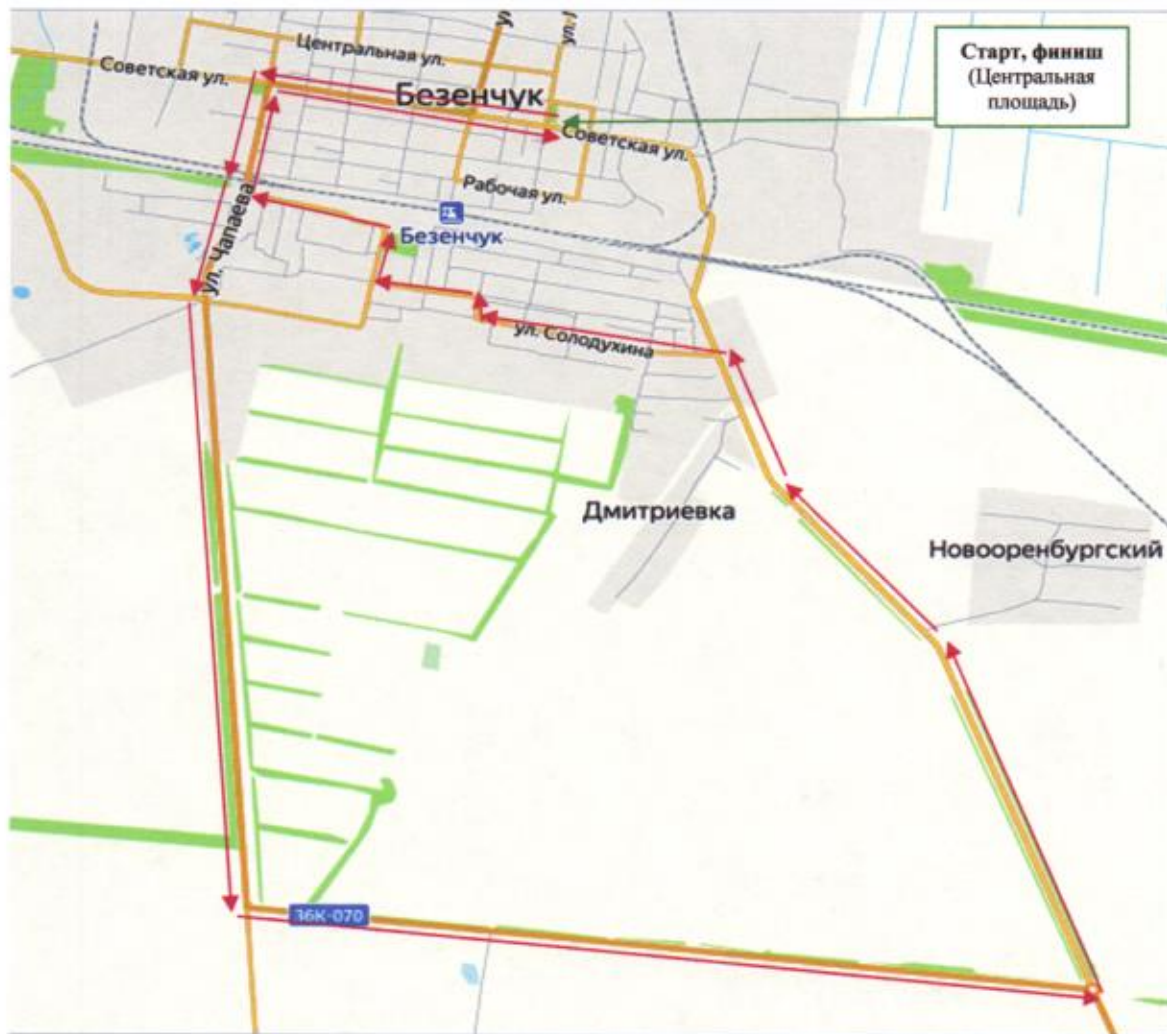 ул.
Центральная ул.
Старт, финиш
(Центральная
площадь)
Советская ул.
Безенчук
Советская ул.
Рабочая ул.
ул. Чапаева
Безенчук
ул. Солодухина
Дмитриевка
Новооренбургский
36К-070